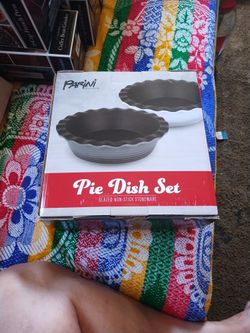 PARINI
Pie Dish Set
GLAZED NON-STICK STONEWARE